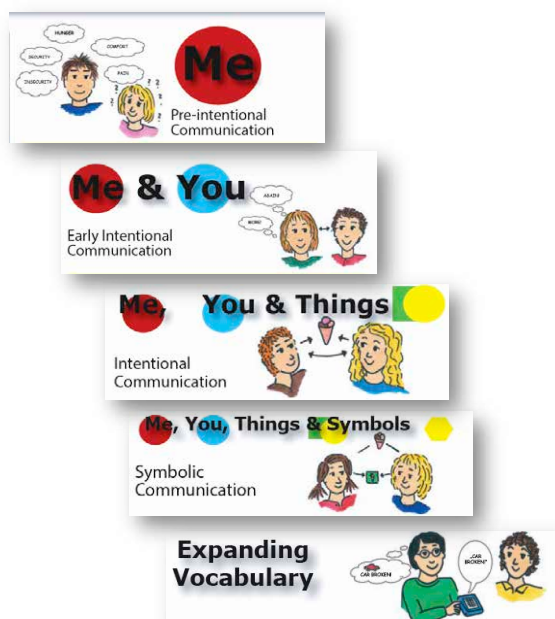 HUNGER
COMFORT
SECURITY
INSECURITY
PAIN
Me
Pre-intentional
Communication
Me & You
Early Intentional
Communication
AGAIN!
MORE!
Me, You & Things
Intentional
Communication
Me, You, Things & Symbols
Symbolic
Communication
Expanding
Vocabulary
CAR BROKEN!
„CAR
BROKEN!"